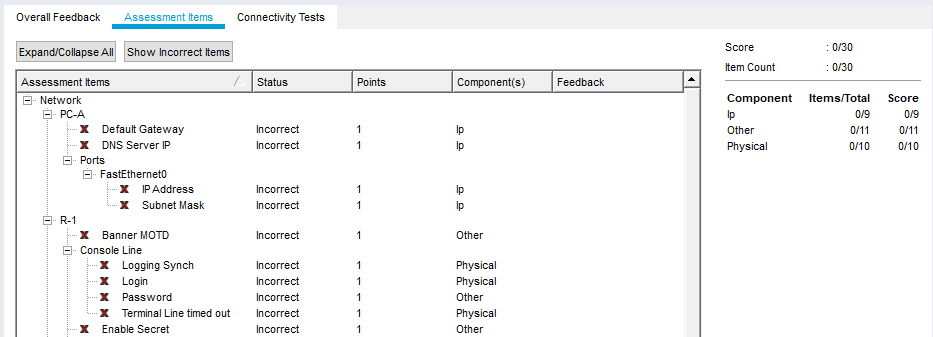 Overall Feedback Assessment Items Connectivity Tests
Expand/Collapse All Show Incorrect Items
Assessment Items Status Points Component(s) Feedback
Network
PC-A
Default Gateway Incorrect 1 Ip
DNS Server IP Incorrect 1 Ip
Ports
FastEthernet0
IP Address Incorrect 1 Ip
Subnet Mask Incorrect 1 Ip
R-1
Banner MOTD Incorrect 1 Other
Console Line
Logging Synch Incorrect 1 Physical
Login Incorrect 1 Physical
Password Incorrect 1 Other
Terminal Line timed out Incorrect 1 Physical
Enable Secret Incorrect 1 Other
Score : 0/30
Item Count : 0/30
Component Items/Total Score
Ip 0/9 0/9
Other 0/11 0/11
Physical 0/10 0/10